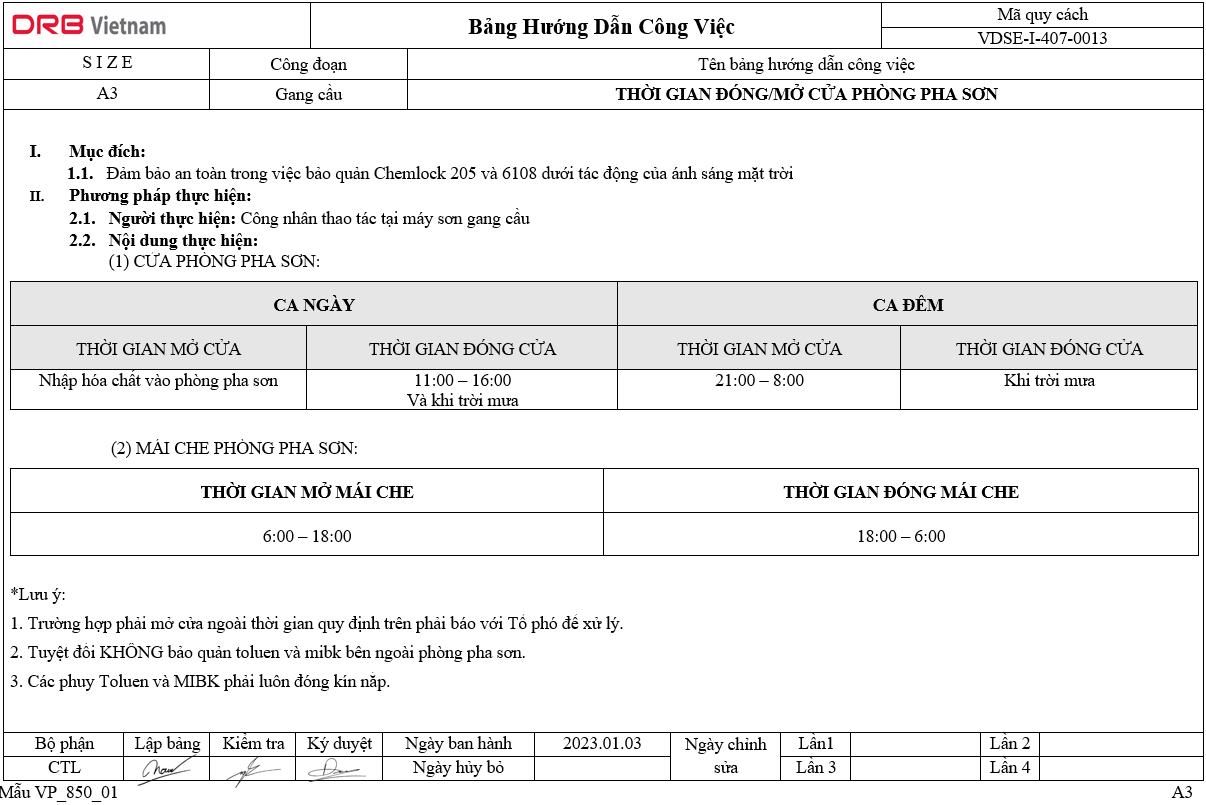 DRB Vietnam
Bảng Hướng Dẫn Công Việc
Mã quy cách
VDSE-I-407-0013
SIZE
Công đoạn
Tên bảng hướng dẫn công việc
A3
Gang cầu
THỜI GIAN ĐÓNG/MỞ CỬA PHÒNG PHA SƠN
I. Mục đích:
1.1. Đảm bảo an toàn trong việc bảo quản Chemlock 205 và 6108 dưới tác động của ánh sáng mặt trời
II. Phương pháp thực hiện:
2.1. Người thực hiện: Công nhân thao tác tại máy sơn gang cầu
2.2. Nội dung thực hiện:
(1) CỬA PHÒNG PHA SƠN:
CA NGÀY
CA ĐÊM
THỜI GIAN MỞ CỬA
THỜI GIAN ĐÓNG CỬA
THỜI GIAN MỞ CỬA
THỜI GIAN ĐÓNG CỬA
Nhập hóa chất vào phòng pha sơn
11:00 – 16:00
Và khi trời mưa
21:00 – 8:00
Khi trời mưa
(2) MÁI CHE PHÒNG PHA SƠN:
THỜI GIAN MỞ MÁI CHE
THỜI GIAN ĐÓNG MÁI CHE
6:00 – 18:00
18:00 – 6:00
*Lưu ý:
1. Trường hợp phải mở cửa ngoài thời gian quy định trên phải báo với Tổ phó để xử lý.
2. Tuyệt đối KHÔNG bảo quản toluen và mibk bên ngoài phòng pha sơn.
3. Các phuy Toluen và MIBK phải luôn đóng kín nắp.
Bộ phận
Lập bảng
Kiểm tra
Ký duyệt
Ngày ban hành
2023.01.03
Ngày chỉnh
sửa
Lần1
Lần 2
CTL
Ngày hủy bỏ
Lần 3
Lần 4
Mẫu VP_850_01
A3